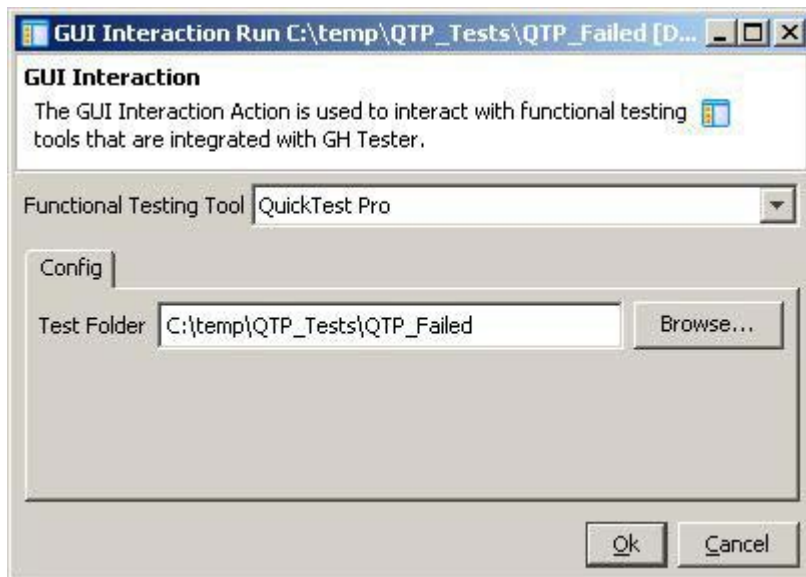 GUI Interaction Run C:\temp\QTP_Tests\QTP_Failed [D...
GUI Interaction
The GUI Interaction Action is used to interact with functional testing
tools that are integrated with GH Tester.
Functional Testing Tool QuickTest Pro
Config
Test Folder C:\temp\QTP_Tests\QTP_Failed Browse...
Ok Cancel